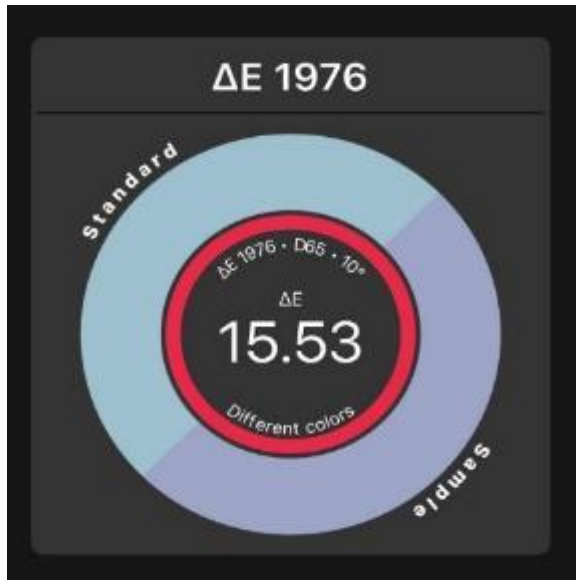 ΔE 1976
Standard
ΔE 1976 • D65 • 10°
ΔE
15.53
Different colors
Sample